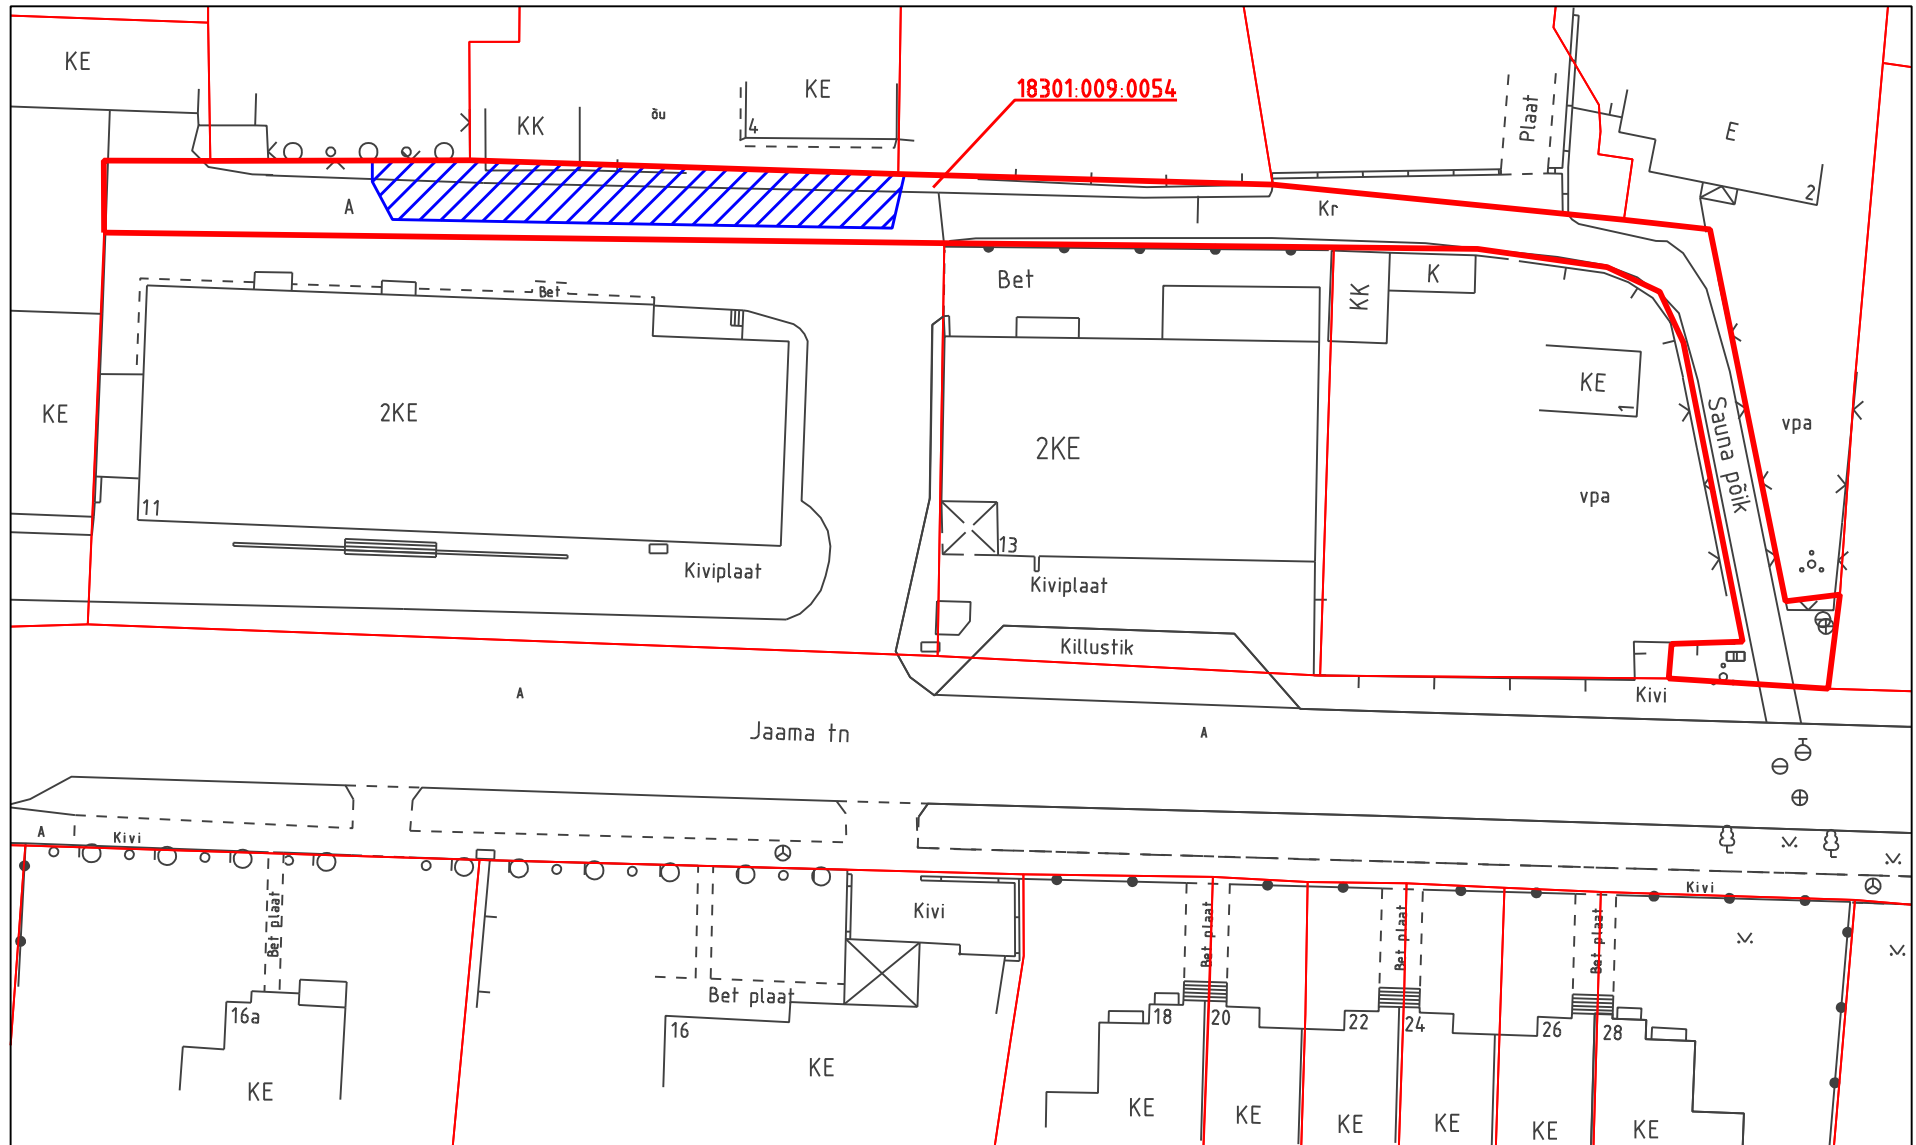 KE
KK
õu
KE
4
18301:009:0054
Plaat
E
2
A
Kr
Bet
Bet
KK
K
KE
1
KE
2KE
2KE
Sauna põik
vpa
vpa
11
13
Kiviplaat
Kiviplaat
Killustik
A
Kivi
Jaama tn
A
A
Kivi
Kivi
Bet plaat
Kivi
Bet plaat
Bet plaat
Bet plaat
Bet plaat
16a
16
18
20
22
24
26
28
KE
KE
KE
KE
KE
KE
KE
KE